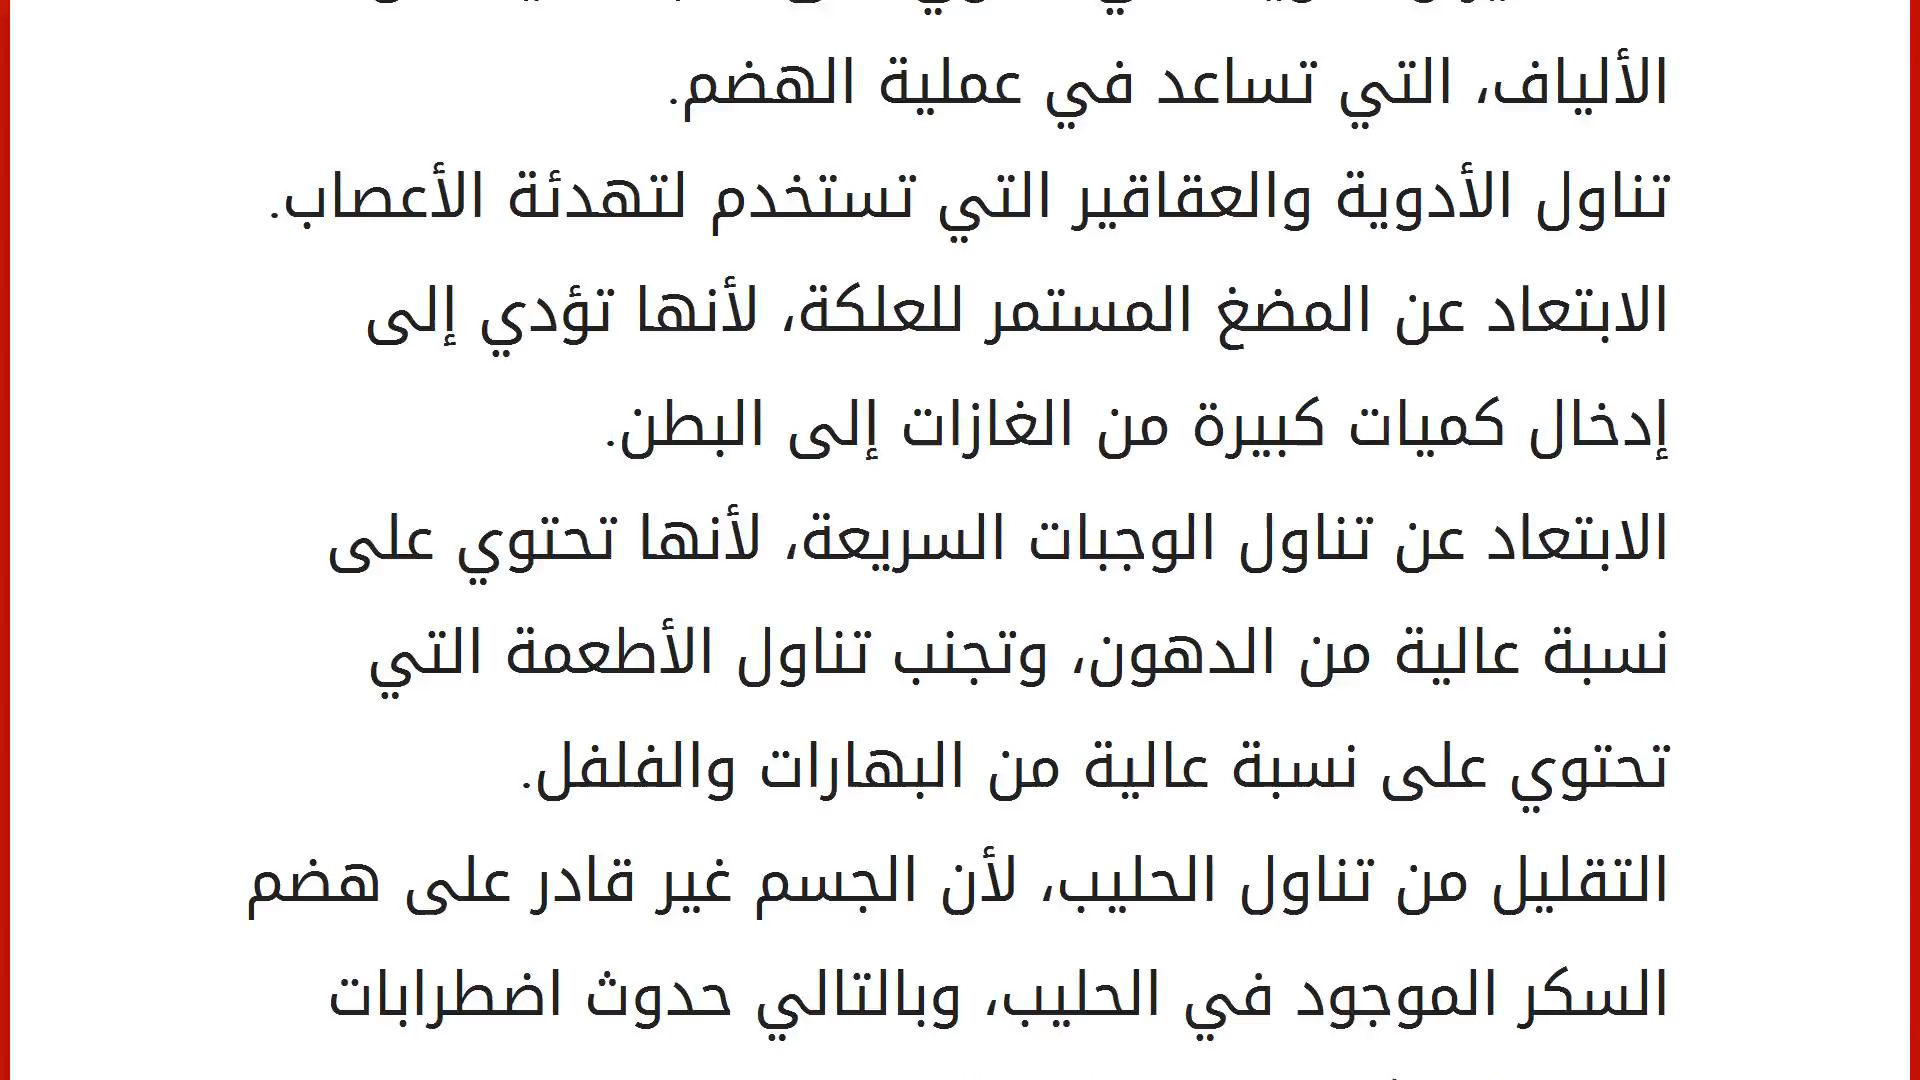 الألياف، التي تساعد في عملية الهضم.
تناول الأدوية والعقاقير التي تستخدم لتهدئة الأعصاب.
الابتعاد عن المضغ المستمر للعلكة، لأنها تؤدي إلى
إدخال كميات كبيرة من الغازات إلى البطن.
الابتعاد عن تناول الوجبات السريعة، لأنها تحتوي على
نسبة عالية من الدهون، وتجنب تناول الأطعمة التي
تحتوي على نسبة عالية من البهارات والفلفل.
التقليل من تناول الحليب، لأن الجسم غير قادر على هضم
السكر الموجود في الحليب، وبالتالي حدوث اضطرابات